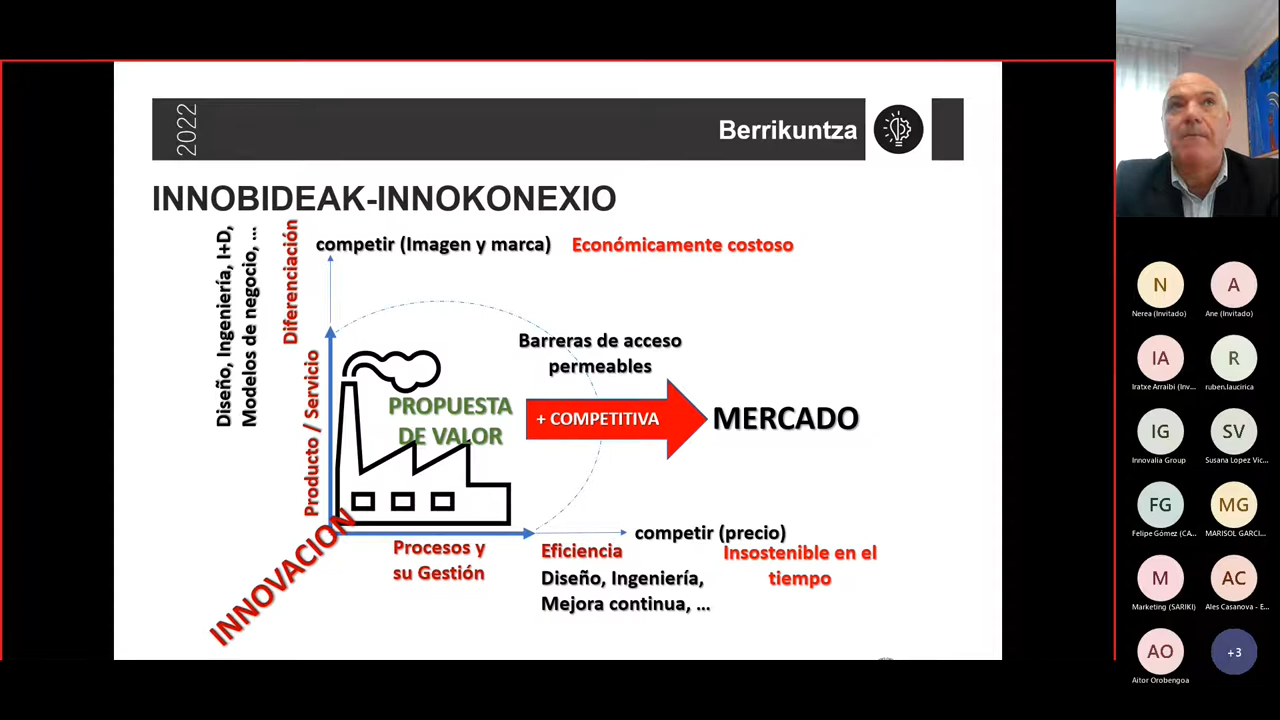 2022
Berrikuntza
INNOBIDEAK-INNOKONEXIO
Diseño, Ingeniería, I+D,
Modelos de negocio, ...
Diferenciación
competir (Imagen y marca)
Económicamente costoso
Producto / Servicio
Barreras de acceso
permeables
PROPUESTA
DE VALOR
+ COMPETITIVA
MERCADO
INNOVACION
Procesos y
su Gestión
competir (precio)
Eficiencia
Diseño, Ingeniería,
Mejora continua, ...
Insostenible en el
tiempo
N
Nerea (Invitado)
A
Ane (Invitado)
IA
Iratxe Arraibi (Inv...
R
ruben.laucirica
IG
Innovalia Group
SV
Susana Lopez Vic...
FG
Felipe Gómez (CA...
MG
MARISOL GARCI...
M
Marketing (SARIKI)
AC
Ales Casanova - E...
AO
Aitor Orobengoa
+3